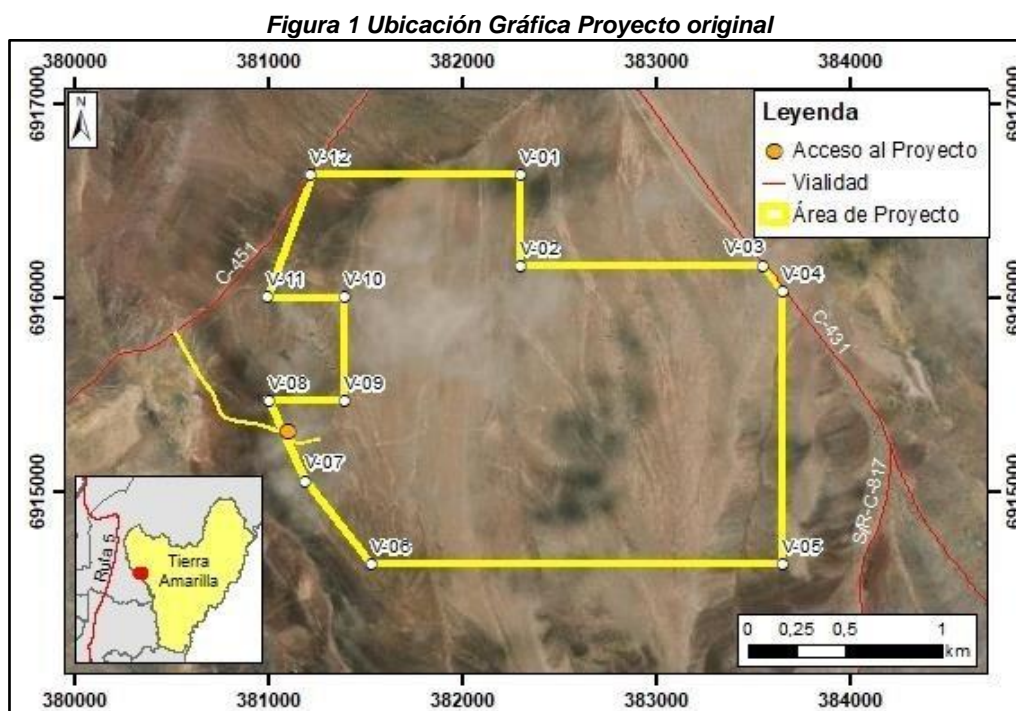 Figura 1 Ubicación Gráfica Proyecto original
380000 381000 382000 383000 384000
6917000 6917000
N
Leyenda
Acceso al Proyecto
Vialidad
Área de Proyecto
V-12 V-01
V-02 V-03
V-04
C-451
V-11 V-10
6916000 6916000
C-431
V-08 V-09
V-07
6915000 6915000
S/R-C-817
V-06 V-05
Ruta 5
Tierra
Amarilla
0 0,25 0,5 1
km
380000 381000 382000 383000 384000